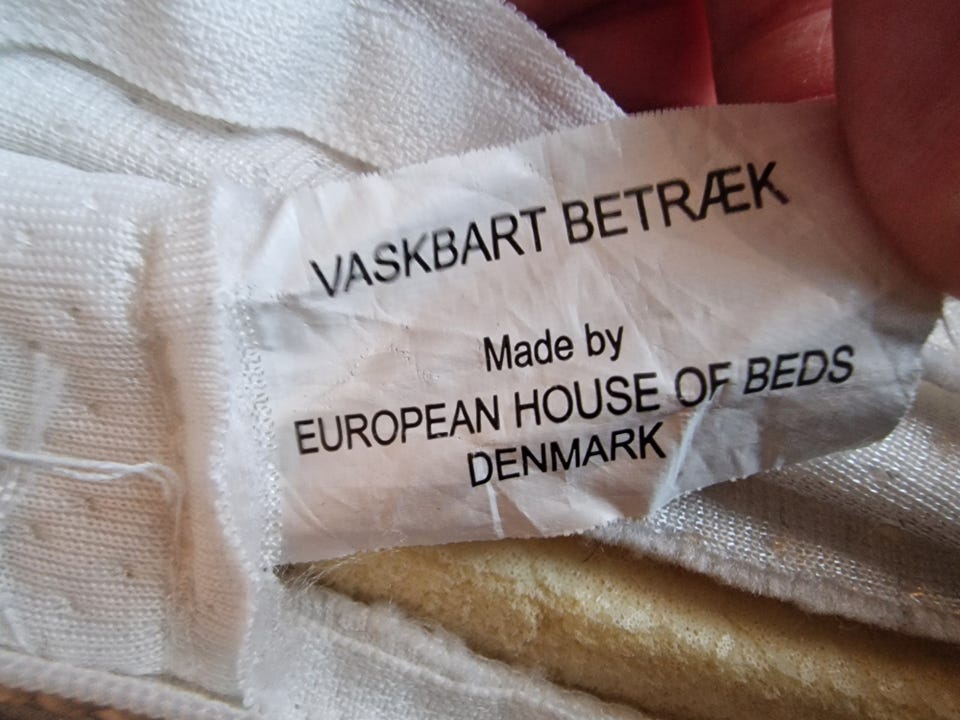 VASKBART BETRÆK
Made by
EUROPEAN HOUSE OF BEDS
DENMARK